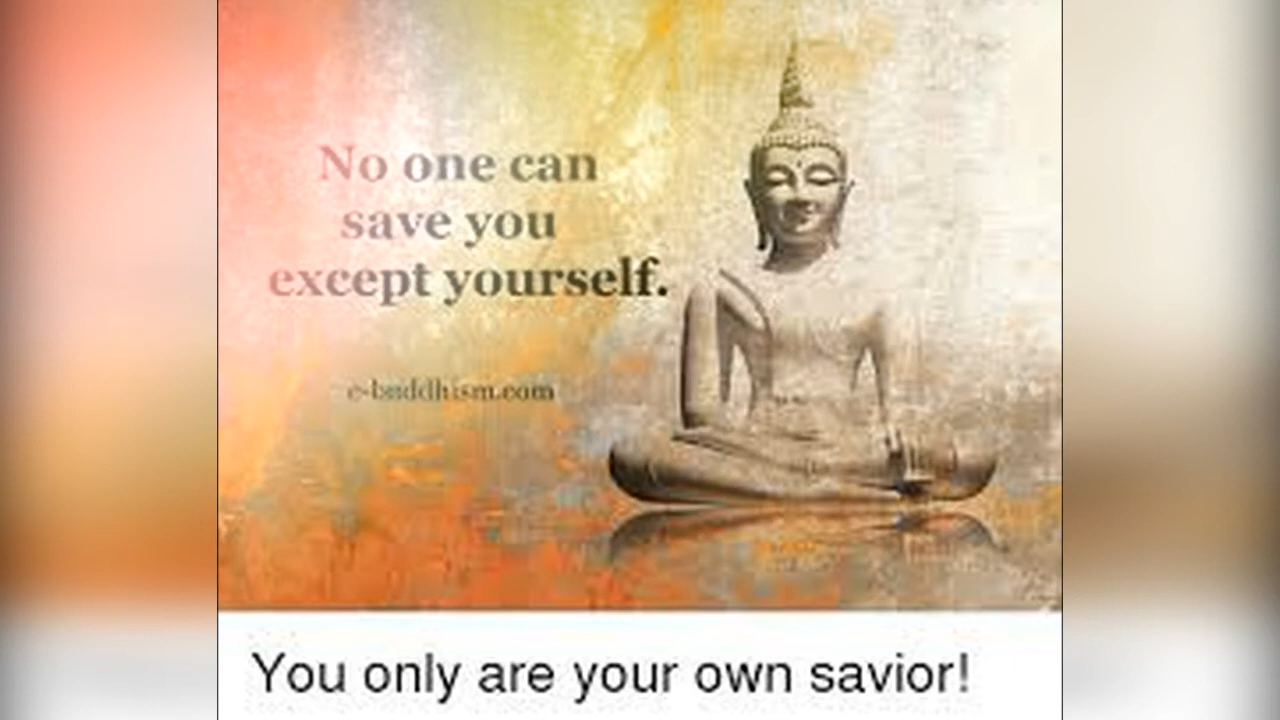 No one can
save you
except yourself.
e-buddhism.com
You only are your own savior!